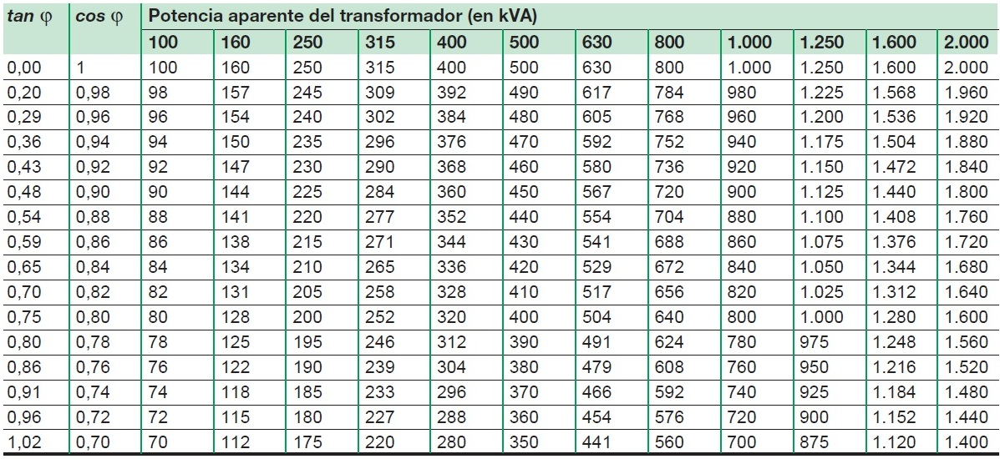 tan φ cos φ Potencia aparente del transformador (en kVA)
100 160 250 315 400 500 630 800 1.000 1.250 1.600 2.000
0,00 1 100 160 250 315 400 500 630 800 1.000 1.250 1.600 2.000
0,20 0,98 98 157 245 309 392 490 617 784 980 1.225 1.568 1.960
0,29 0,96 96 154 240 302 384 480 605 768 960 1.200 1.536 1.920
0,36 0,94 94 150 235 296 376 470 592 752 940 1.175 1.504 1.880
0,43 0,92 92 147 230 290 368 460 580 736 920 1.150 1.472 1.840
0,48 0,90 90 144 225 284 360 450 567 720 900 1.125 1.440 1.800
0,54 0,88 88 141 220 277 352 440 554 704 880 1.100 1.408 1.760
0,59 0,86 86 138 215 271 344 430 541 688 860 1.075 1.376 1.720
0,65 0,84 84 134 210 265 336 420 529 672 840 1.050 1.344 1.680
0,70 0,82 82 131 205 258 328 410 517 656 820 1.025 1.312 1.640
0,75 0,80 80 128 200 252 320 400 504 640 800 1.000 1.280 1.600
0,80 0,78 78 125 195 246 312 390 491 624 780 975 1.248 1.560
0,86 0,76 76 122 190 239 304 380 479 608 760 950 1.216 1.520
0,91 0,74 74 118 185 233 296 370 466 592 740 925 1.184 1.480
0,96 0,72 72 115 180 227 288 360 454 576 720 900 1.152 1.440
1,02 0,70 70 112 175 220 280 350 441 560 700 875 1.120 1.400